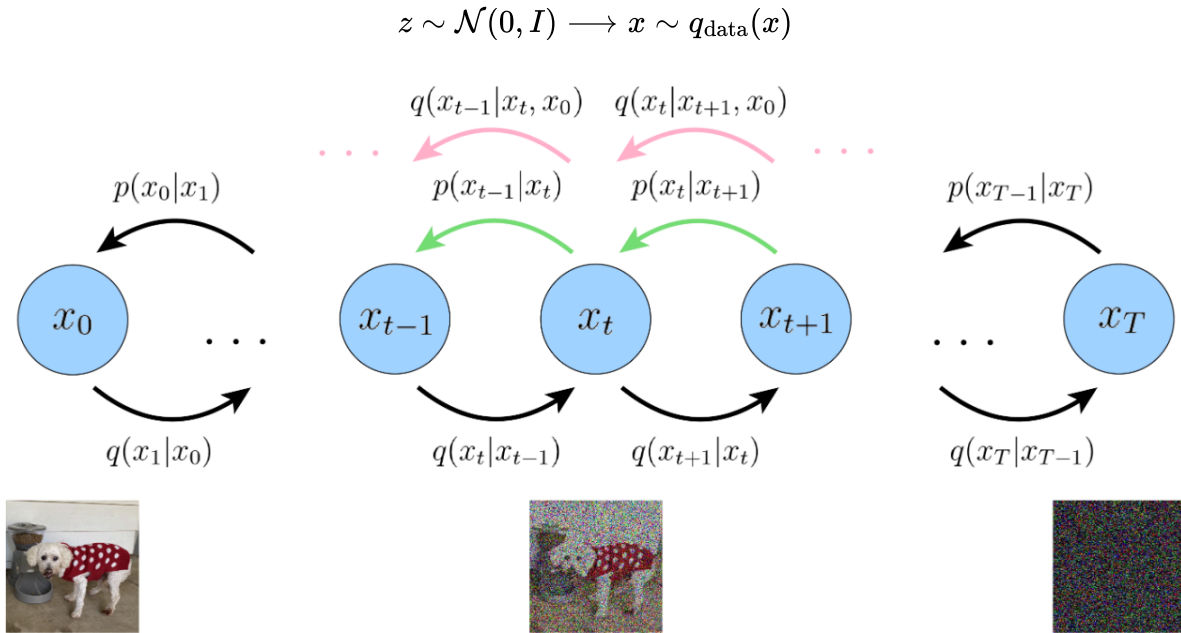 z ∼ 𝒩(0, I) ⟶ x ∼ q_data(x)
q(x_{t−1}|x_t, x_0) q(x_t|x_{t+1}, x_0)
. . . . . .
p(x_0|x_1) p(x_{t−1}|x_t) p(x_t|x_{t+1}) p(x_{T−1}|x_T)
x_0 . . . x_{t−1} x_t x_{t+1} . . . x_T
q(x_1|x_0) q(x_t|x_{t−1}) q(x_{t+1}|x_t) q(x_T|x_{T−1})